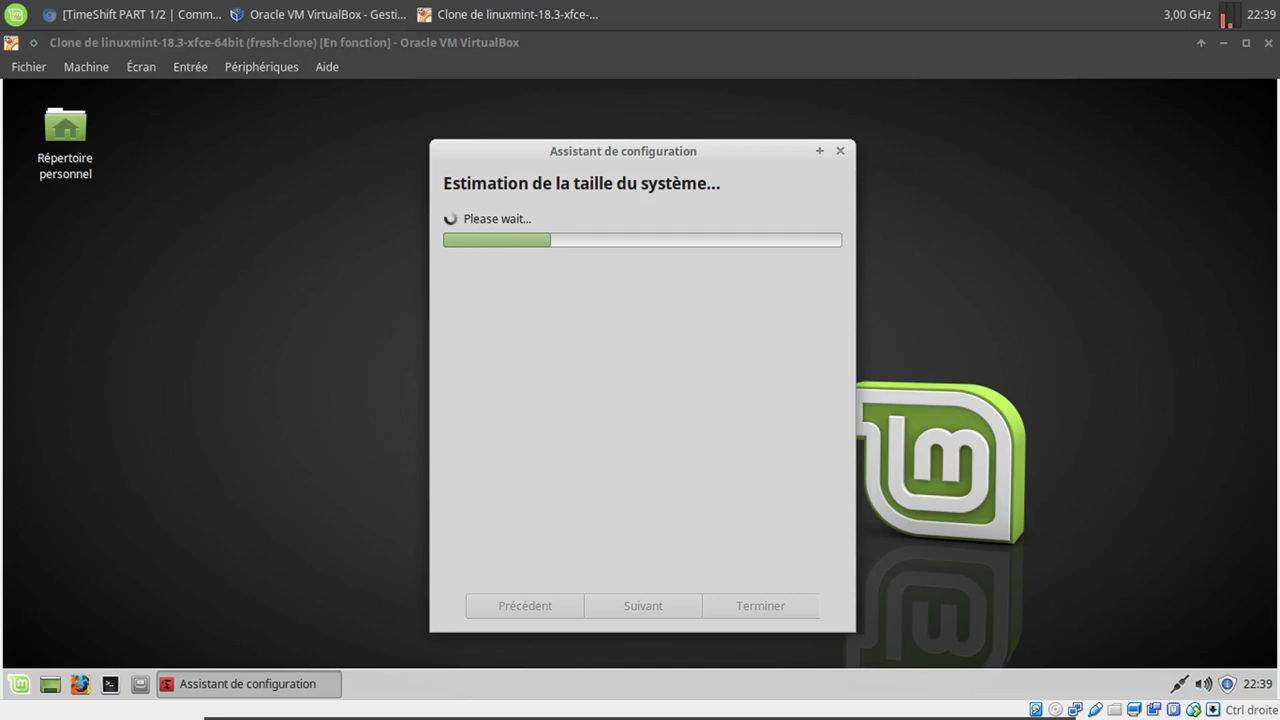 [TimeShift PART 1/2 | Comm... Oracle VM VirtualBox - Gesti... Clone de linuxmint-18.3-xfce-... 3,00 GHz 22:39
Clone de linuxmint-18.3-xfce-64bit (fresh-clone) [En fonction] - Oracle VM VirtualBox
Fichier Machine Écran Entrée Périphériques Aide
Répertoire
personnel
Assistant de configuration
Estimation de la taille du système...
Please wait...
Précédent Suivant Terminer
Assistant de configuration 22:39
Ctrl droite